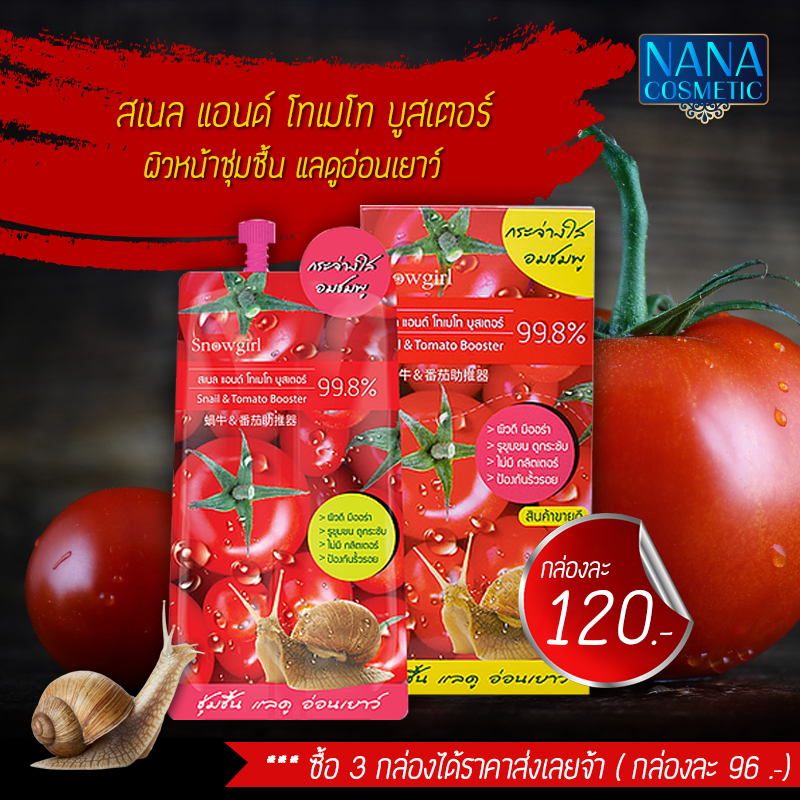 NANA
COSMETIC
สเนล แอนด์ โทเมโท บูสเตอร์
ผิวหน้าชุ่มชื้น แลดูอ่อนเยาว์
กระจ่างใส
อมชมพู
Snowgirl
สเนล แอนด์ โทเมโท บูสเตอร์
Snail & Tomato Booster
99.8%
蝸牛&番茄助推器
> ผิวดี มีออร่า
> รูขุมขน ดูกระชับ
> ไม่มี กลิตเตอร์
> ป้องกันริ้วรอย
ชุ่มชื้น แลดู อ่อนเยาว์
กระจ่างใส
อมชมพู
Snowgirl
แอนด์ โทเมโท บูสเตอร์
& Tomato Booster
99.8%
牛&番茄助推器
> ผิวดี มีออร่า
> รูขุมขน ดูกระชับ
> ไม่มี กลิตเตอร์
> ป้องกันริ้วรอย
สินค้าขายดี
แลดู อ่อนเยาว์
กล่องละ
120.-
*** ซื้อ 3 กล่องได้ราคาส่งเลยจ้า ( กล่องละ 96 .-)